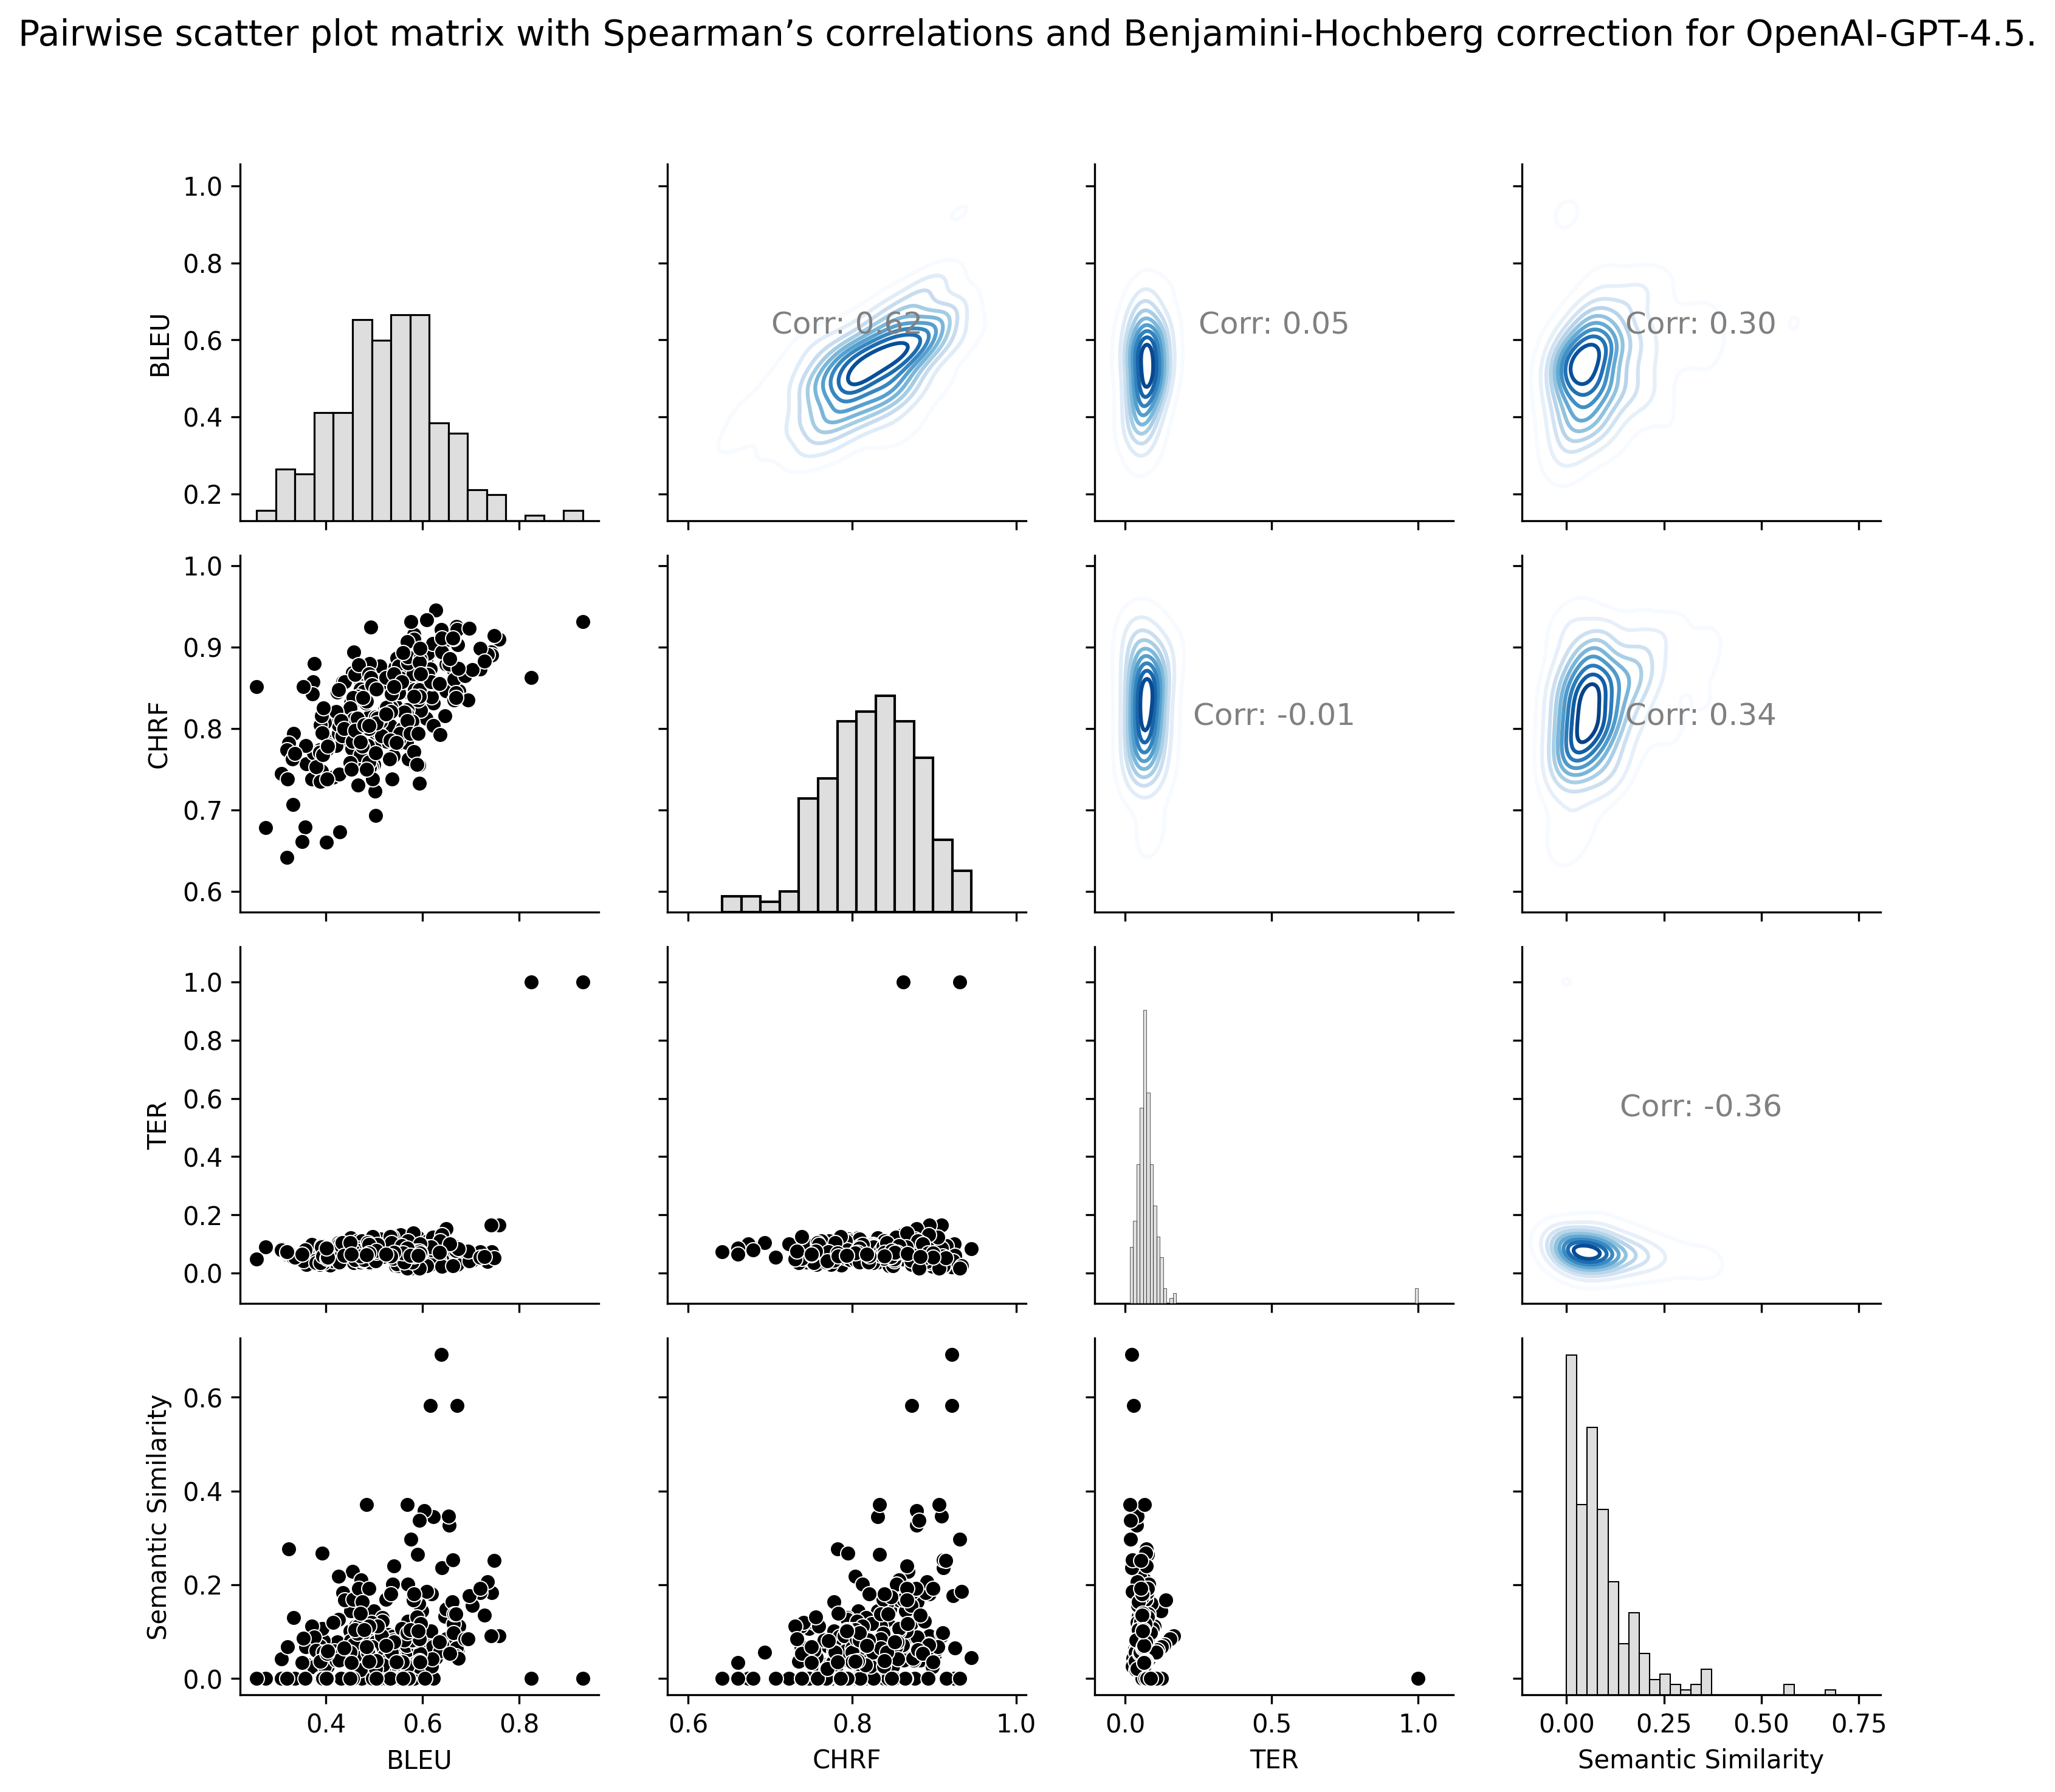 Pairwise scatter plot matrix with Spearman’s correlations and Benjamini-Hochberg correction for OpenAI-GPT-4.5.
1.0
0.8
0.6
0.4
0.2
BLEU
Corr: 0.62
Corr: 0.05
Corr: 0.30
1.0
0.9
0.8
0.7
0.6
CHRF
Corr: -0.01
Corr: 0.34
1.0
0.8
0.6
0.4
0.2
0.0
TER
Corr: -0.36
0.6
0.4
0.2
0.0
Semantic Similarity
0.4 0.6 0.8
0.6 0.8 1.0
0.0 0.5 1.0
0.00 0.25 0.50 0.75
BLEU
CHRF
TER
Semantic Similarity